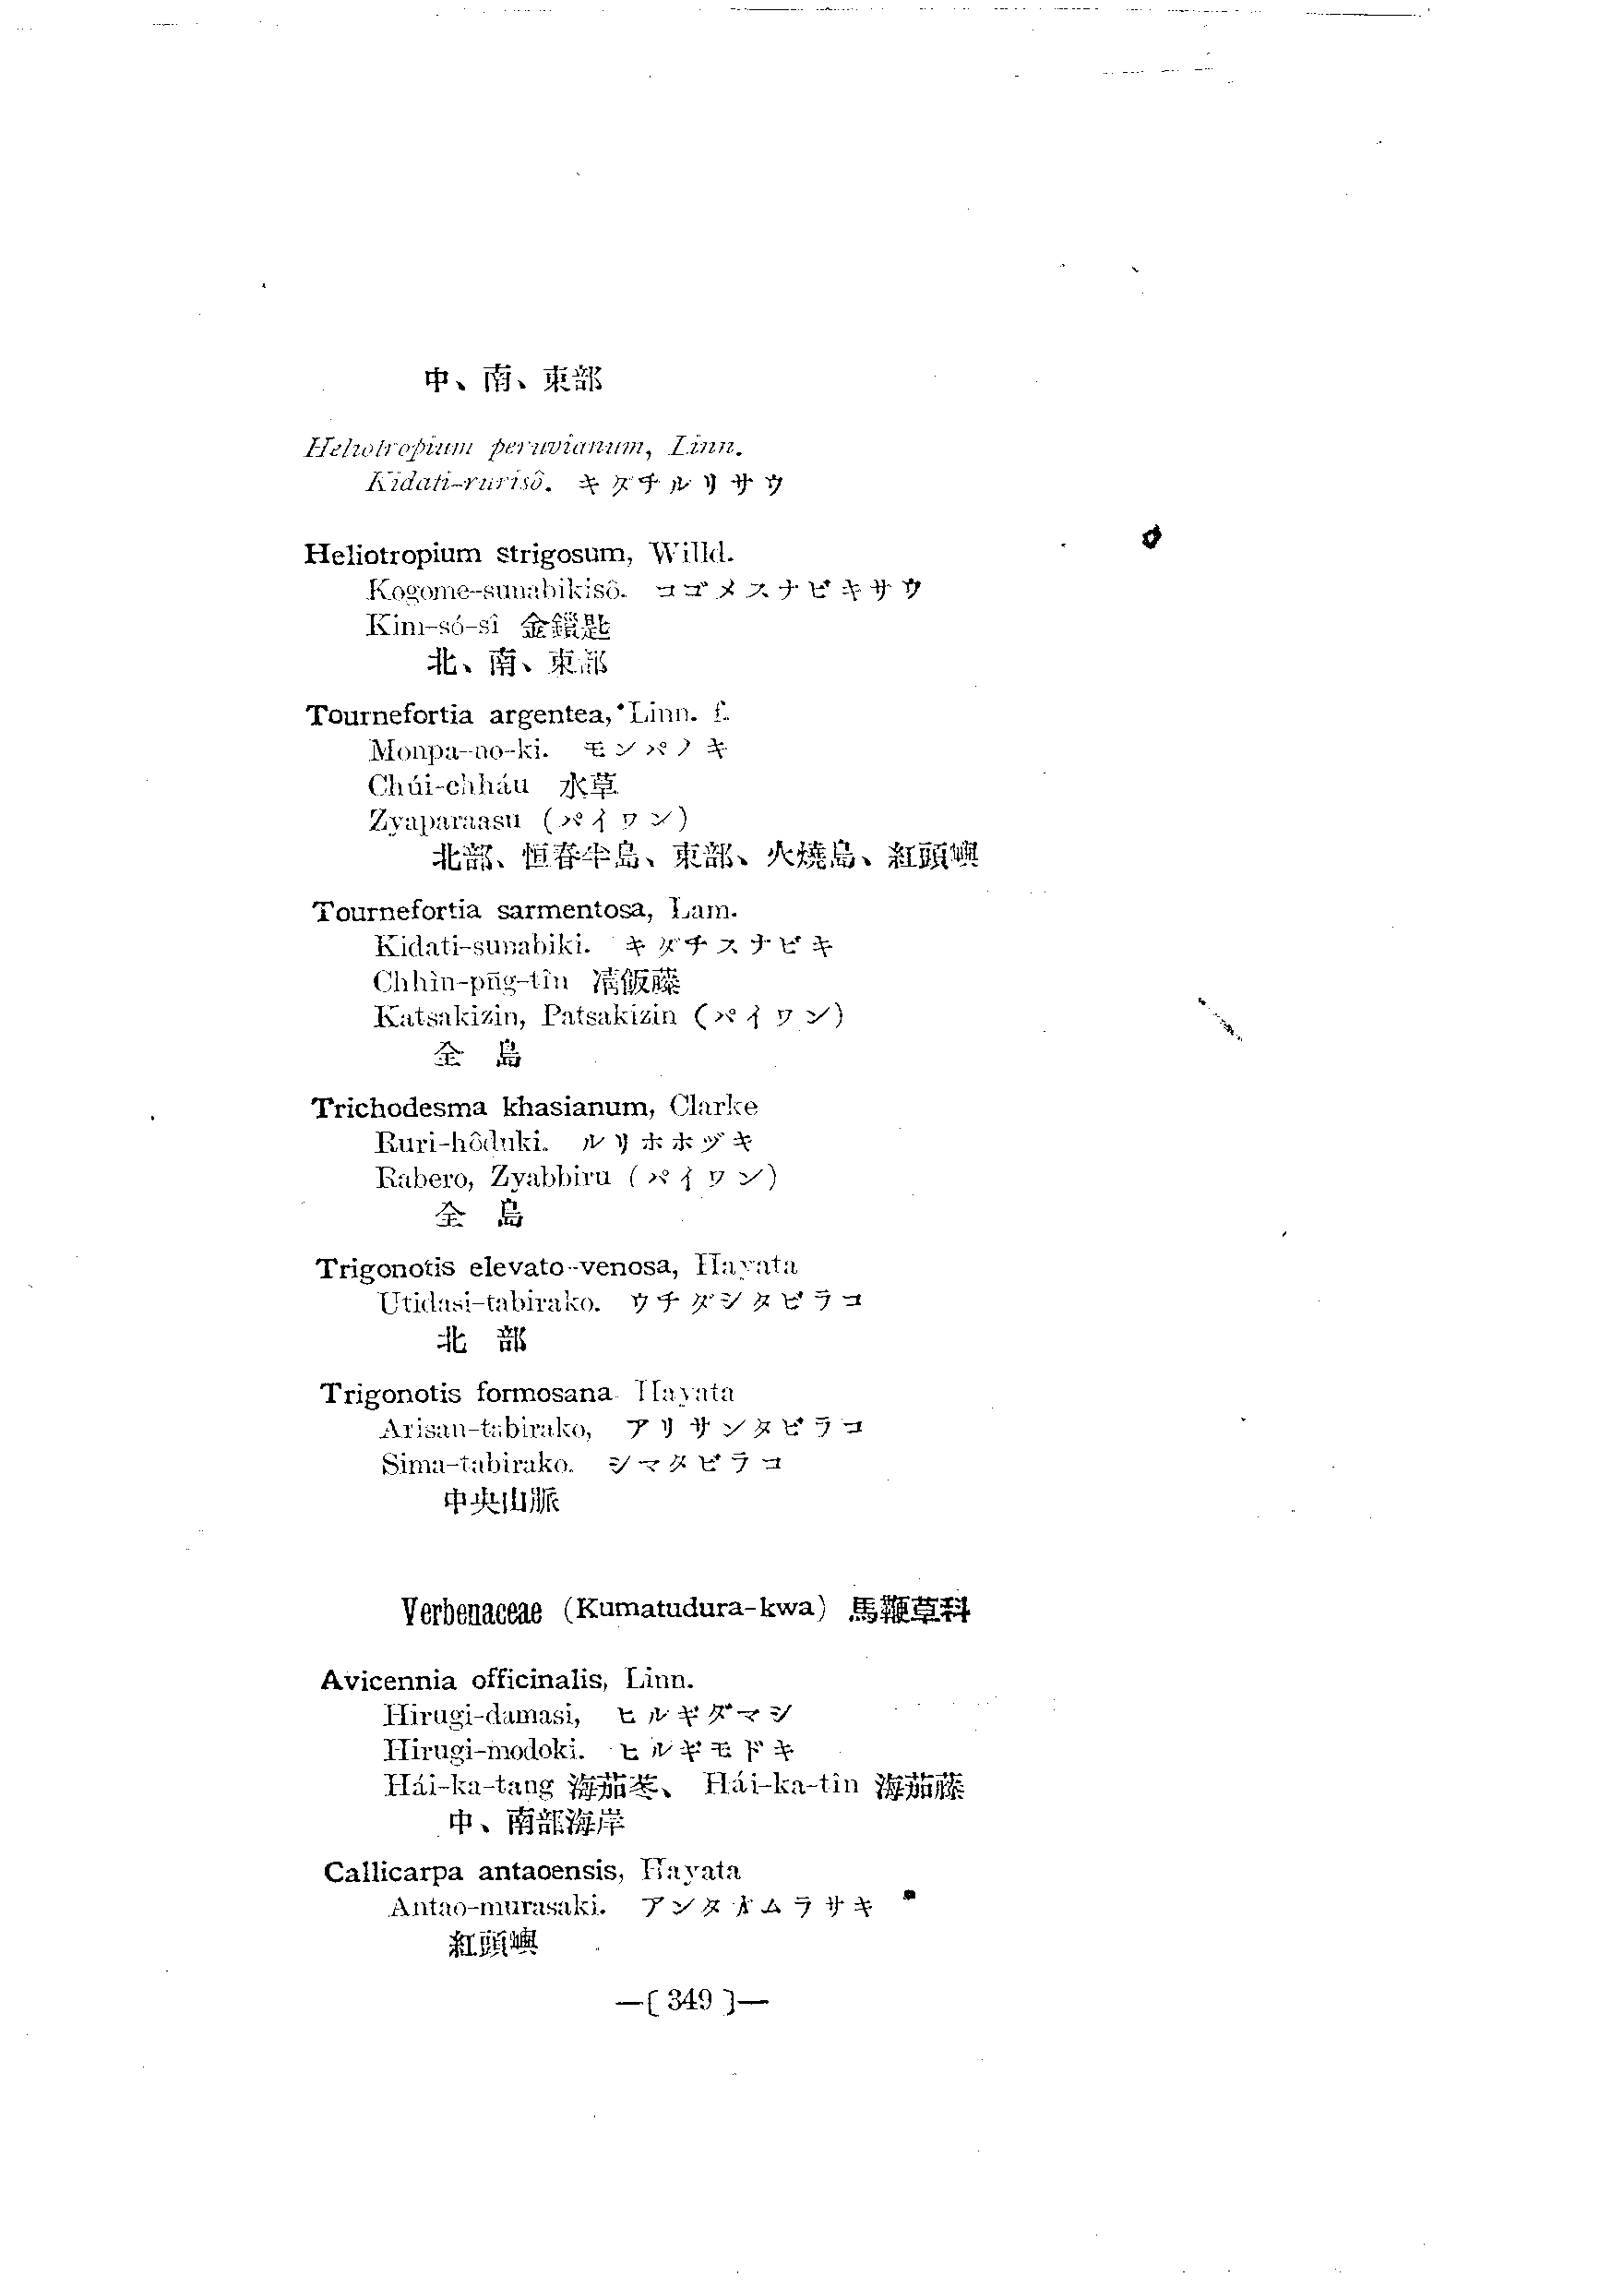 中、南、東部
Heliotropium peruvianum, Linn.
Kidati-rurisô. キダチルリサウ
Heliotropium strigosum, Willd.
Kogome-sunabikisô. コゴメスナビキサウ
Kim-só-sî 金鎖匙
北、南、東部
Tournefortia argentea, Linn. f.
Monpa-no-ki. モンパノキ
Chúi-chháu 水草
Zyaparaasu (パイワン)
北部、恒春半島、東部、火燒島、紅頭嶼
Tournefortia sarmentosa, Lam.
Kidati-sunabiki. キダチスナビキ
Chhìn-pn̄g-tîn 凊飯藤
Katsakizin, Patsakizin (パイワン)
全 島
Trichodesma khasianum, Clarke
Ruri-hôduki. ルリホホヅキ
Rabero, Zyabbiru (パイワン)
全 島
Trigonotis elevato-venosa, Hayata
Utidasi-tabirako. ウチダシタビラコ
北 部
Trigonotis formosana Hayata
Arisan-tabirako, アリサンタビラコ
Sima-tabirako. シマタビラコ
中央山脈
Verbenaceae (Kumatudura-kwa) 馬鞭草科
Avicennia officinalis, Linn.
Hirugi-damasi, ヒルギダマシ
Hirugi-modoki. ヒルギモドキ
Hái-ka-tang 海茄苳、 Hái-ka-tîn 海茄藤
中、南部海岸
Callicarpa antaoensis, Hayata
Antao-murasaki. アンタオムラサキ
紅頭嶼
—[ 349 ]—